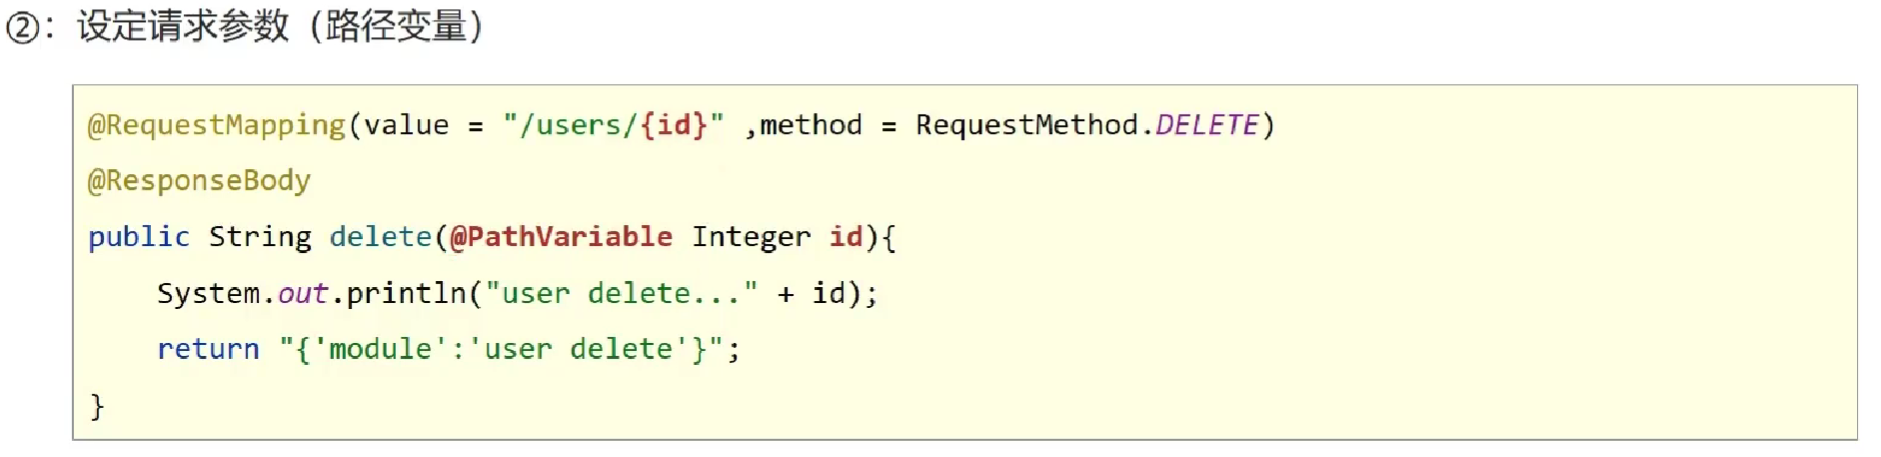 ②：设定请求参数（路径变量）
@RequestMapping(value = "/users/{id}" ,method = RequestMethod.DELETE)
@ResponseBody
public String delete(@PathVariable Integer id){
    System.out.println("user delete..." + id);
    return "{'module':'user delete'}";
}